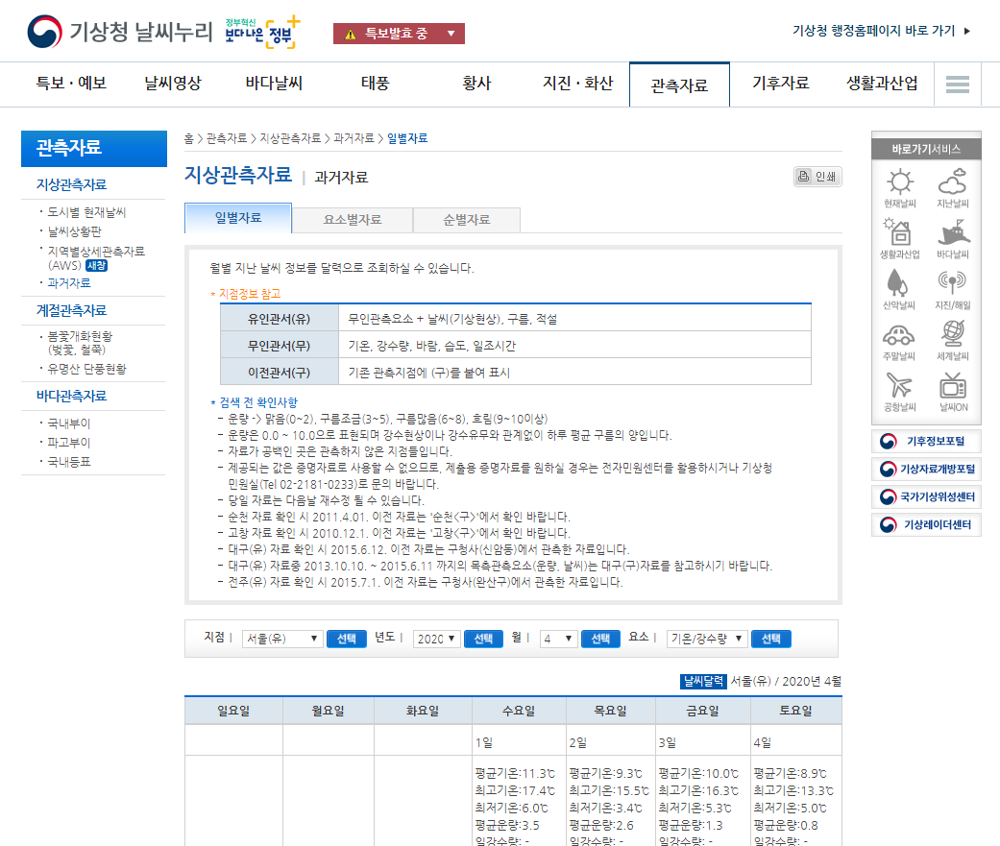 기상청 날씨누리
정부혁신
보다나은 정부
특보발효 중 ▼
기상청 행정홈페이지 바로 가기
특보 · 예보 날씨영상 바다날씨 태풍 황사 지진 · 화산 관측자료 기후자료 생활과산업
관측자료
지상관측자료
· 도시별 현재날씨
· 날씨상황판
· 지역별상세관측자료
(AWS) 새창
· 과거자료
계절관측자료
· 봄꽃개화현황
(벚꽃, 철쭉)
· 유명산 단풍현황
바다관측자료
· 국내부이
· 파고부이
· 국내등표
홈 > 관측자료 > 지상관측자료 > 과거자료 > 일별자료
지상관측자료 | 과거자료
인쇄
일별자료 요소별자료 순별자료
월별 지난 날씨 정보를 달력으로 조회하실 수 있습니다.
* 지점정보 참고
유인관서(유) 무인관측요소 + 날씨(기상현상), 구름, 적설
무인관서(무) 기온, 강수량, 바람, 습도, 일조시간
이전관서(구) 기존 관측지점에 (구)를 붙여 표시
* 검색 전 확인사항
- 운량 -> 맑음(0~2), 구름조금(3~5), 구름많음(6~8), 흐림(9~10이상)
- 운량은 0.0 ~ 10.0으로 표현되며 강수현상이나 강수유무와 관계없이 하루 평균 구름의 양입니다.
- 자료가 공백인 곳은 관측하지 않은 지점들입니다.
- 제공되는 값은 증명자료로 사용할 수 없으므로, 제출용 증명자료를 원하실 경우는 전자민원센터를 활용하시거나 기상청
민원실(Tel 02-2181-0233)로 문의 바랍니다.
- 당일 자료는 다음날 재수정 될 수 있습니다.
- 순천 자료 확인 시 2011.4.01. 이전 자료는 '순천<구>'에서 확인 바랍니다.
- 고창 자료 확인 시 2010.12.1. 이전 자료는 '고창<구>'에서 확인 바랍니다.
- 대구(유) 자료 확인 시 2015.6.12. 이전 자료는 구청사(신암동)에서 관측한 자료입니다.
- 대구(유) 자료중 2013.10.10. ~ 2015.6.11 까지의 목측관측요소(운량, 날씨)는 대구(구)자료를 참고하시기 바랍니다.
- 전주(유) 자료 확인 시 2015.7.1. 이전 자료는 구청사(완산구)에서 관측한 자료입니다.
지점 | 서울(유) ▼ 선택 년도 | 2020 ▼ 선택 월 | 4 ▼ 선택 요소 | 기온/강수량 ▼ 선택
날씨달력 서울(유) / 2020년 4월
일요일 월요일 화요일 수요일 목요일 금요일 토요일
1일 2일 3일 4일
평균기온:11.3℃ 평균기온:9.3℃ 평균기온:10.0℃ 평균기온:8.9℃
최고기온:17.4℃ 최고기온:15.5℃ 최고기온:16.3℃ 최고기온:13.3℃
최저기온:6.0℃ 최저기온:3.4℃ 최저기온:5.3℃ 최저기온:5.0℃
평균운량:3.5 평균운량:2.6 평균운량:1.3 평균운량:0.8
일강수량: - 일강수량: - 일강수량: - 일강수량: -
바로가기서비스
현재날씨 지난날씨
생활과산업 바다날씨
산악날씨 지진/해일
주말날씨 세계날씨
공항날씨 날씨ON
기후정보포털
기상자료개방포털
국가기상위성센터
기상레이더센터